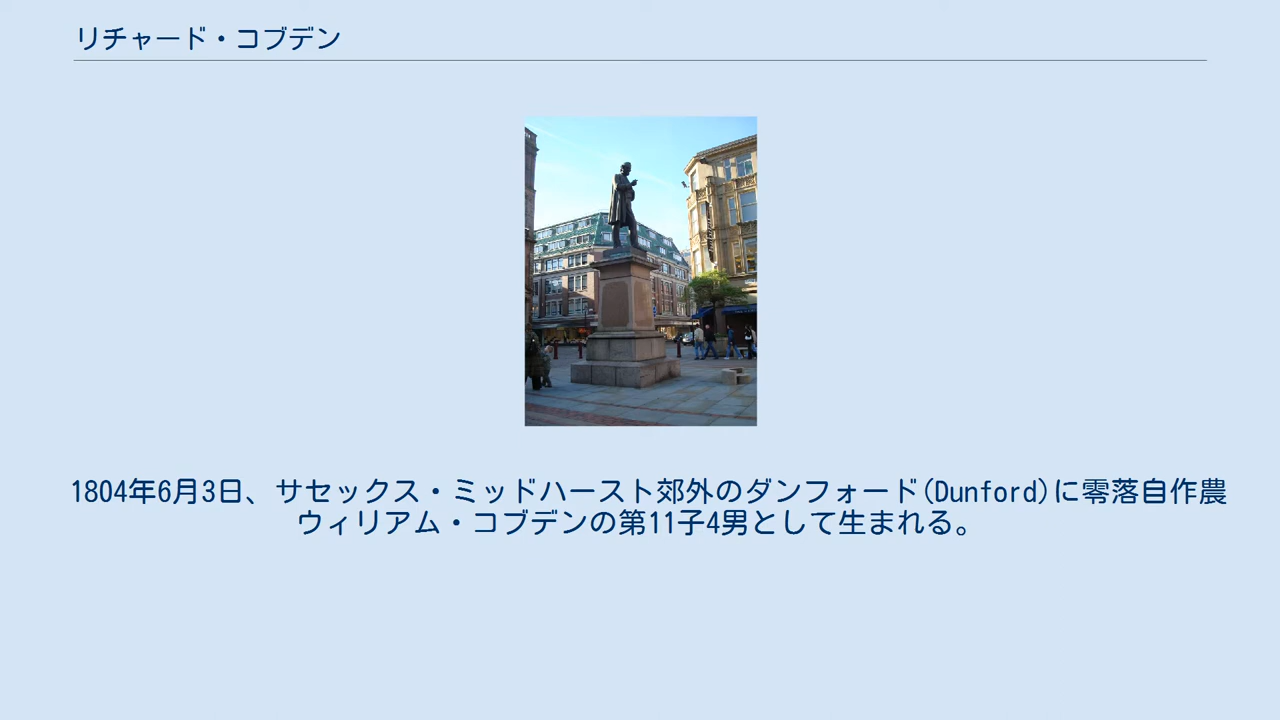 リチャード・コブデン
1804年6月3日、サセックス・ミッドハースト郊外のダンフォード(Dunford)に零落自作農
ウィリアム・コブデンの第11子4男として生まれる。